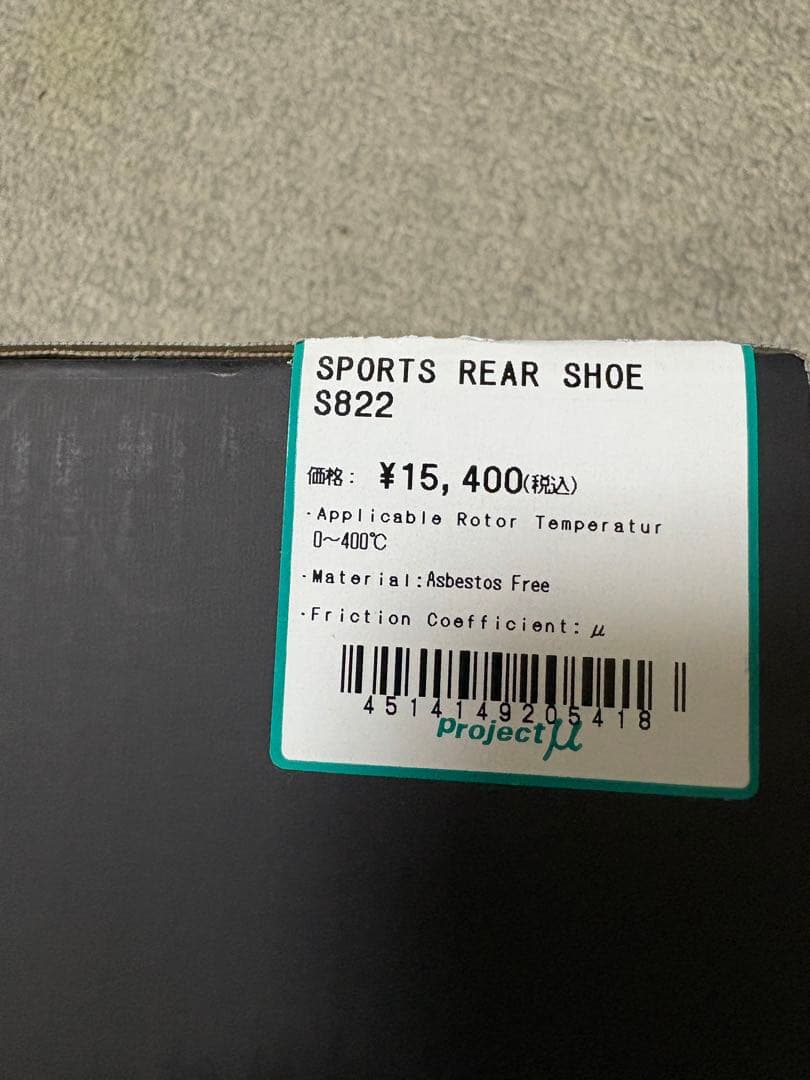 SPORTS REAR SHOE
S822
価格: ¥15,400(税込)
·Applicable Rotor Temperatur
0～400℃
·Material:Asbestos Free
·Friction Coefficient:μ
4514149205418
Projectμ